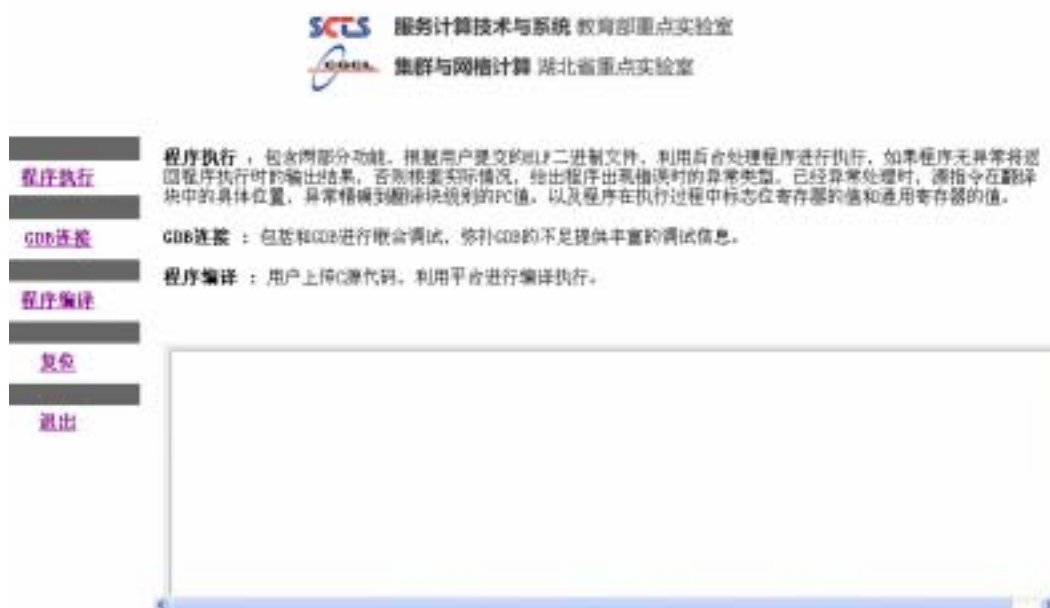 SCTS 服务计算技术与系统 教育部重点实验室
CGCL 集群与网格计算 湖北省重点实验室
程序执行
GDB连接
程序编译
复位
退出
程序执行 : 包含两部分功能。根据用户提交的ELF二进制文件，利用后台处理程序进行执行，如果程序无异常将返
回程序执行时的输出结果，否则根据实际情况，给出程序出现错误时的异常类型，已经异常处理时，源指令在翻译
块中的具体位置，异常精确到翻译块级别的PC值。以及程序在执行过程中标志位寄存器的值和通用寄存器的值。
GDB连接 : 包括和GDB进行联合调试，弥补GDB的不足提供丰富的调试信息。
程序编译 : 用户上传C源代码，利用平台进行编译执行。